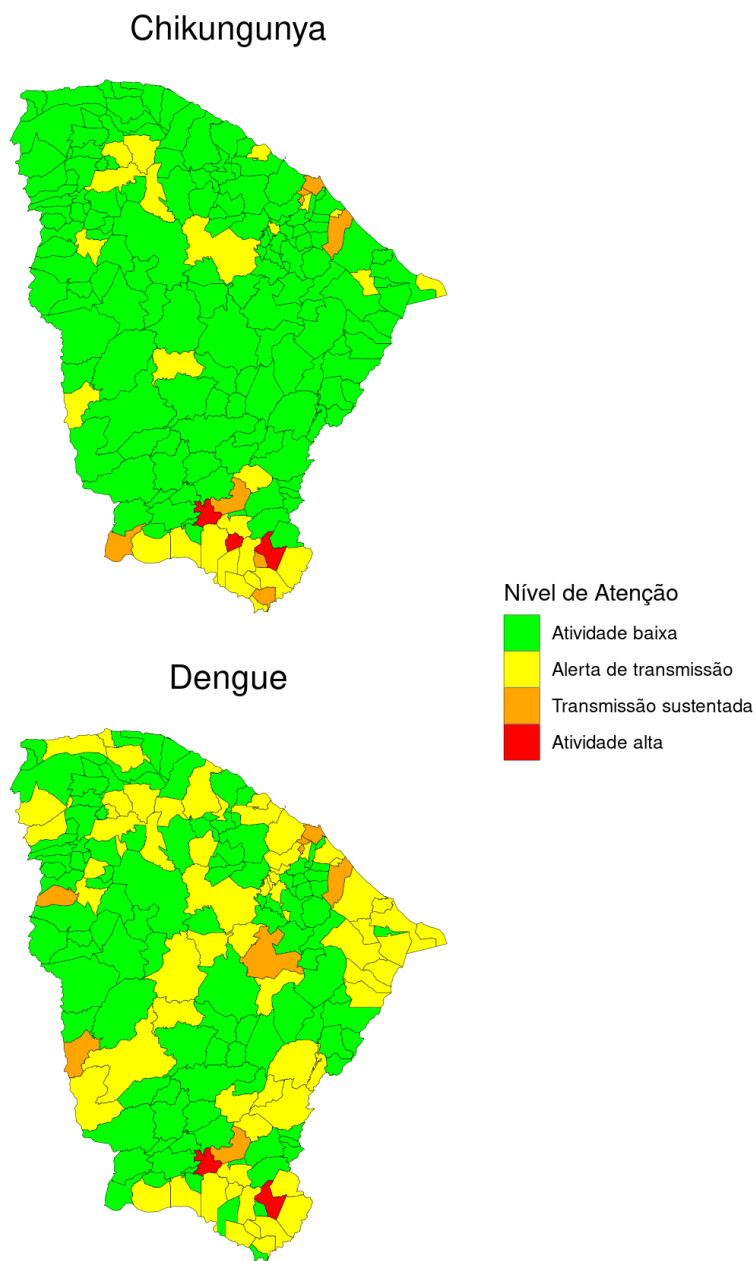 Chikungunya
Nível de Atenção
Atividade baixa
Alerta de transmissão
Transmissão sustentada
Atividade alta
Dengue